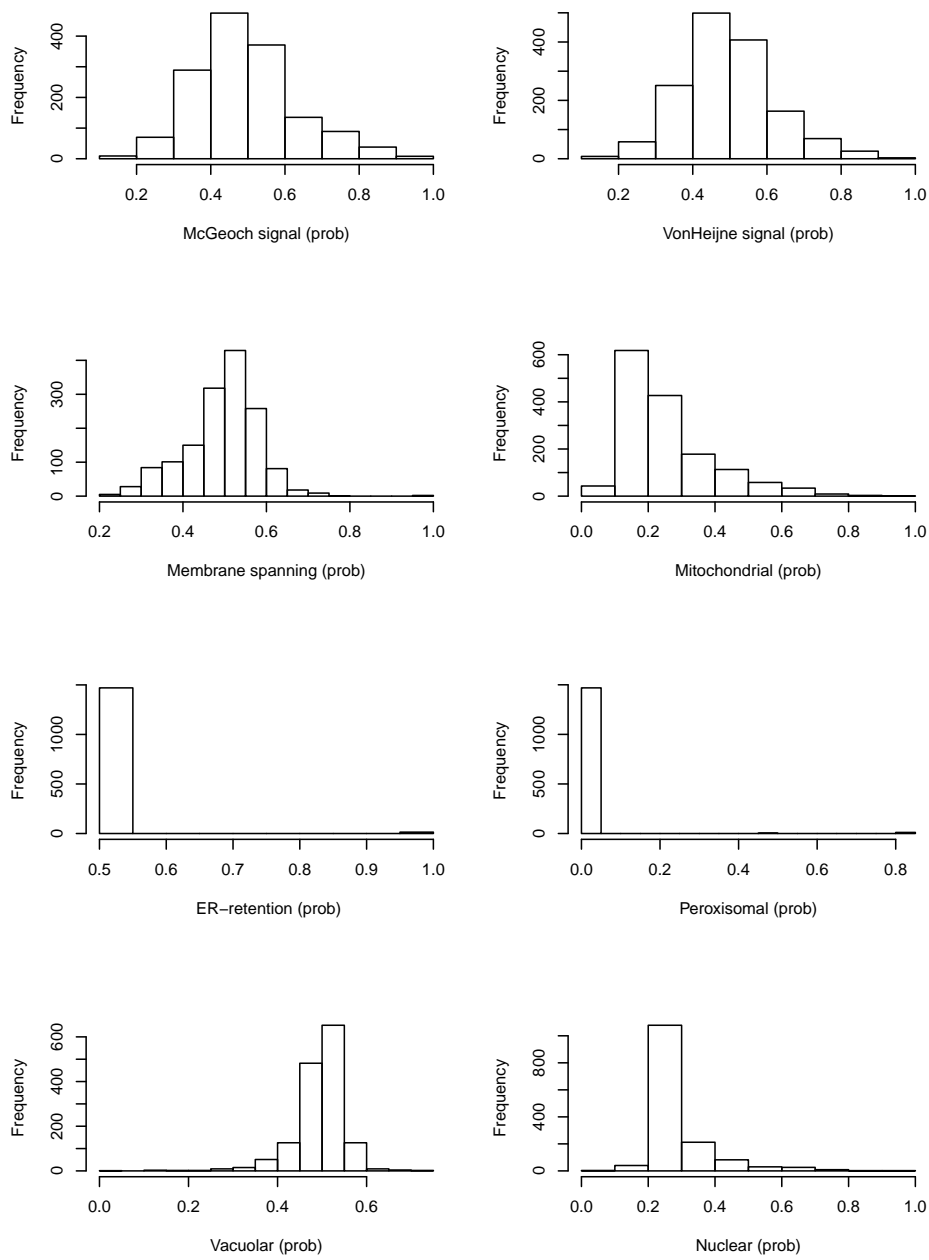 Frequency
0 200 400
0.2 0.4 0.6 0.8 1.0
McGeoch signal (prob)
Frequency
0 200 400
0.2 0.4 0.6 0.8 1.0
VonHeijne signal (prob)
Frequency
0 100 300
0.2 0.4 0.6 0.8 1.0
Membrane spanning (prob)
Frequency
0 200 400 600
0.0 0.2 0.4 0.6 0.8 1.0
Mitochondrial (prob)
Frequency
0 500 1000
0.5 0.6 0.7 0.8 0.9 1.0
ER−retention (prob)
Frequency
0 500 1000
0.0 0.2 0.4 0.6 0.8
Peroxisomal (prob)
Frequency
0 200 400 600
0.0 0.2 0.4 0.6
Vacuolar (prob)
Frequency
0 400 800
0.0 0.2 0.4 0.6 0.8 1.0
Nuclear (prob)